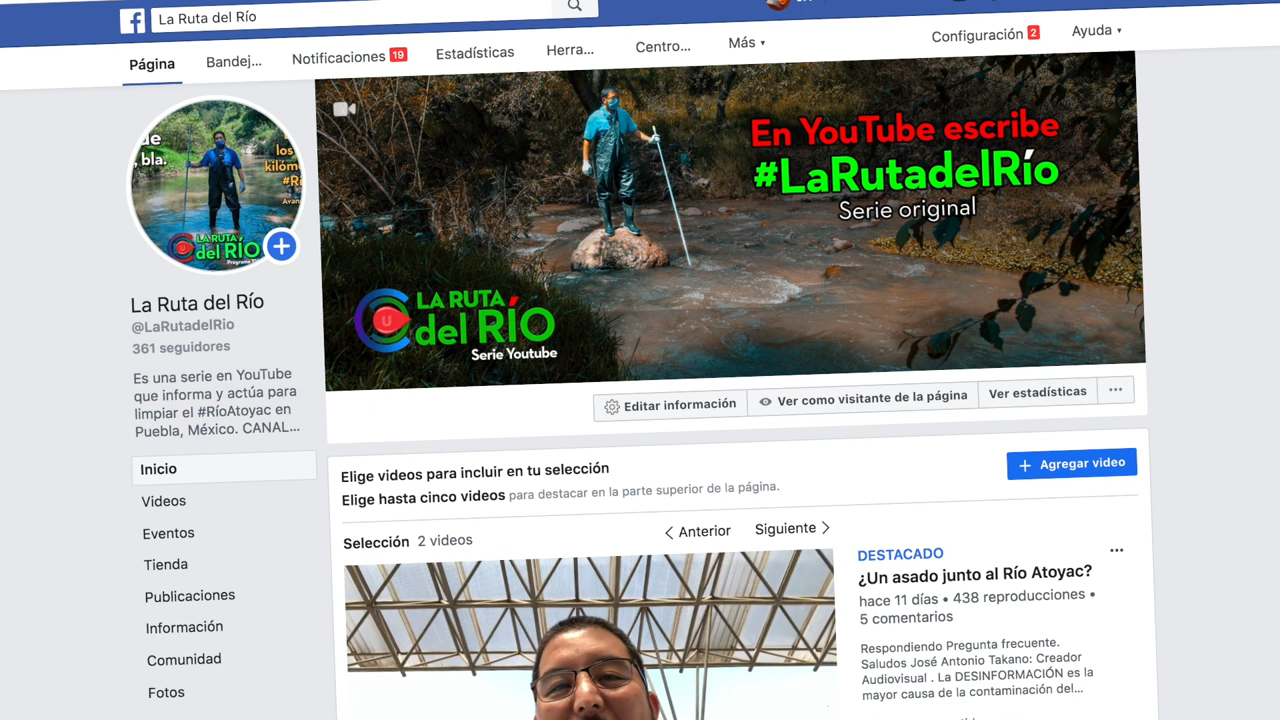 La Ruta del Río
Página
Bandej...
Notificaciones 19
Estadísticas
Herra...
Centro...
Más
Configuración 2
Ayuda
de
, bla.
los
kilóm
#Rí
Avan
LA RUTA
del RÍO
En YouTube escribe
#LaRutadelRío
Serie original
U
LA RUTA
del RÍO
Serie Youtube
La Ruta del Río
@LaRutadelRio
361 seguidores
Es una serie en YouTube
que informa y actúa para
limpiar el #RíoAtoyac en
Puebla, México. CANAL...
Editar información
Ver como visitante de la página
Ver estadísticas
...
Inicio
Videos
Eventos
Tienda
Publicaciones
Información
Comunidad
Fotos
Elige videos para incluir en tu selección
Elige hasta cinco videos para destacar en la parte superior de la página.
+ Agregar video
Selección 2 videos
Anterior
Siguiente
DESTACADO
...
¿Un asado junto al Río Atoyac?
hace 11 días • 438 reproducciones •
5 comentarios
Respondiendo Pregunta frecuente.
Saludos José Antonio Takano: Creador
Audiovisual . La DESINFORMACIÓN es la
mayor causa de la contaminación del...